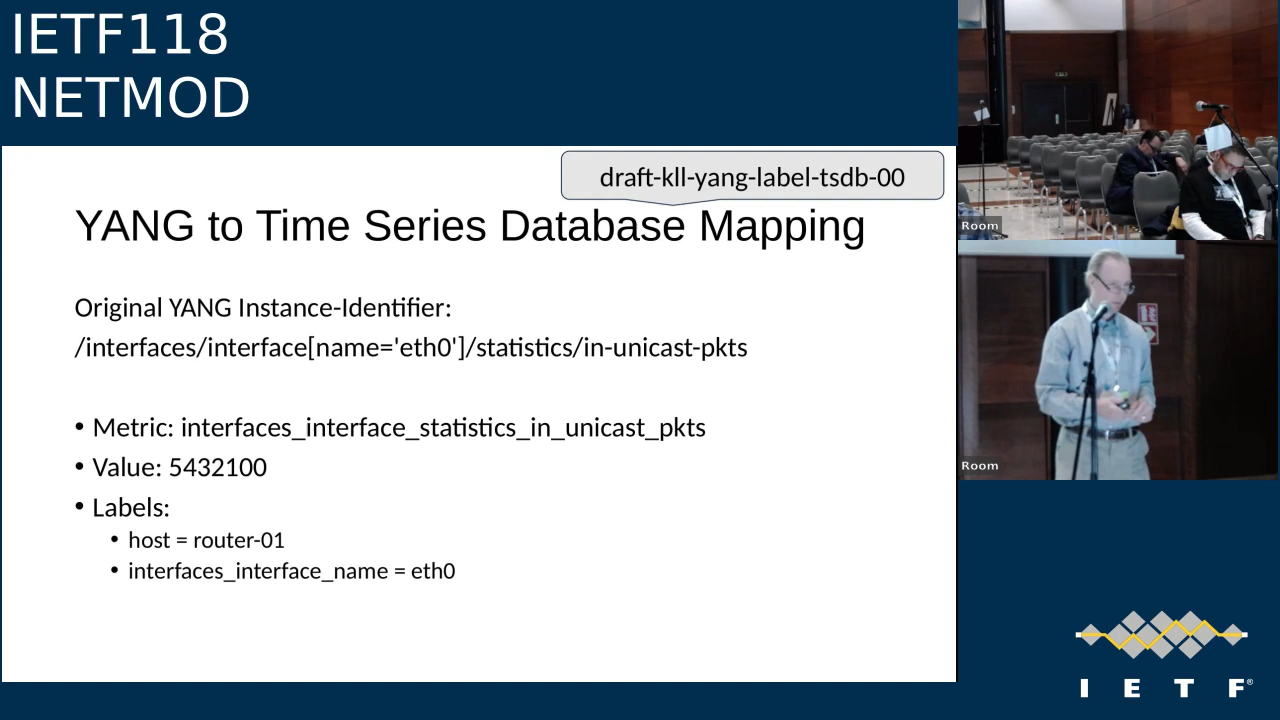 IETF118
NETMOD
draft-kll-yang-label-tsdb-00
YANG to Time Series Database Mapping
Original YANG Instance-Identifier:
/interfaces/interface[name='eth0']/statistics/in-unicast-pkts
• Metric: interfaces_interface_statistics_in_unicast_pkts
• Value: 5432100
• Labels:
• host = router-01
• interfaces_interface_name = eth0
Room
Room
I E T F®